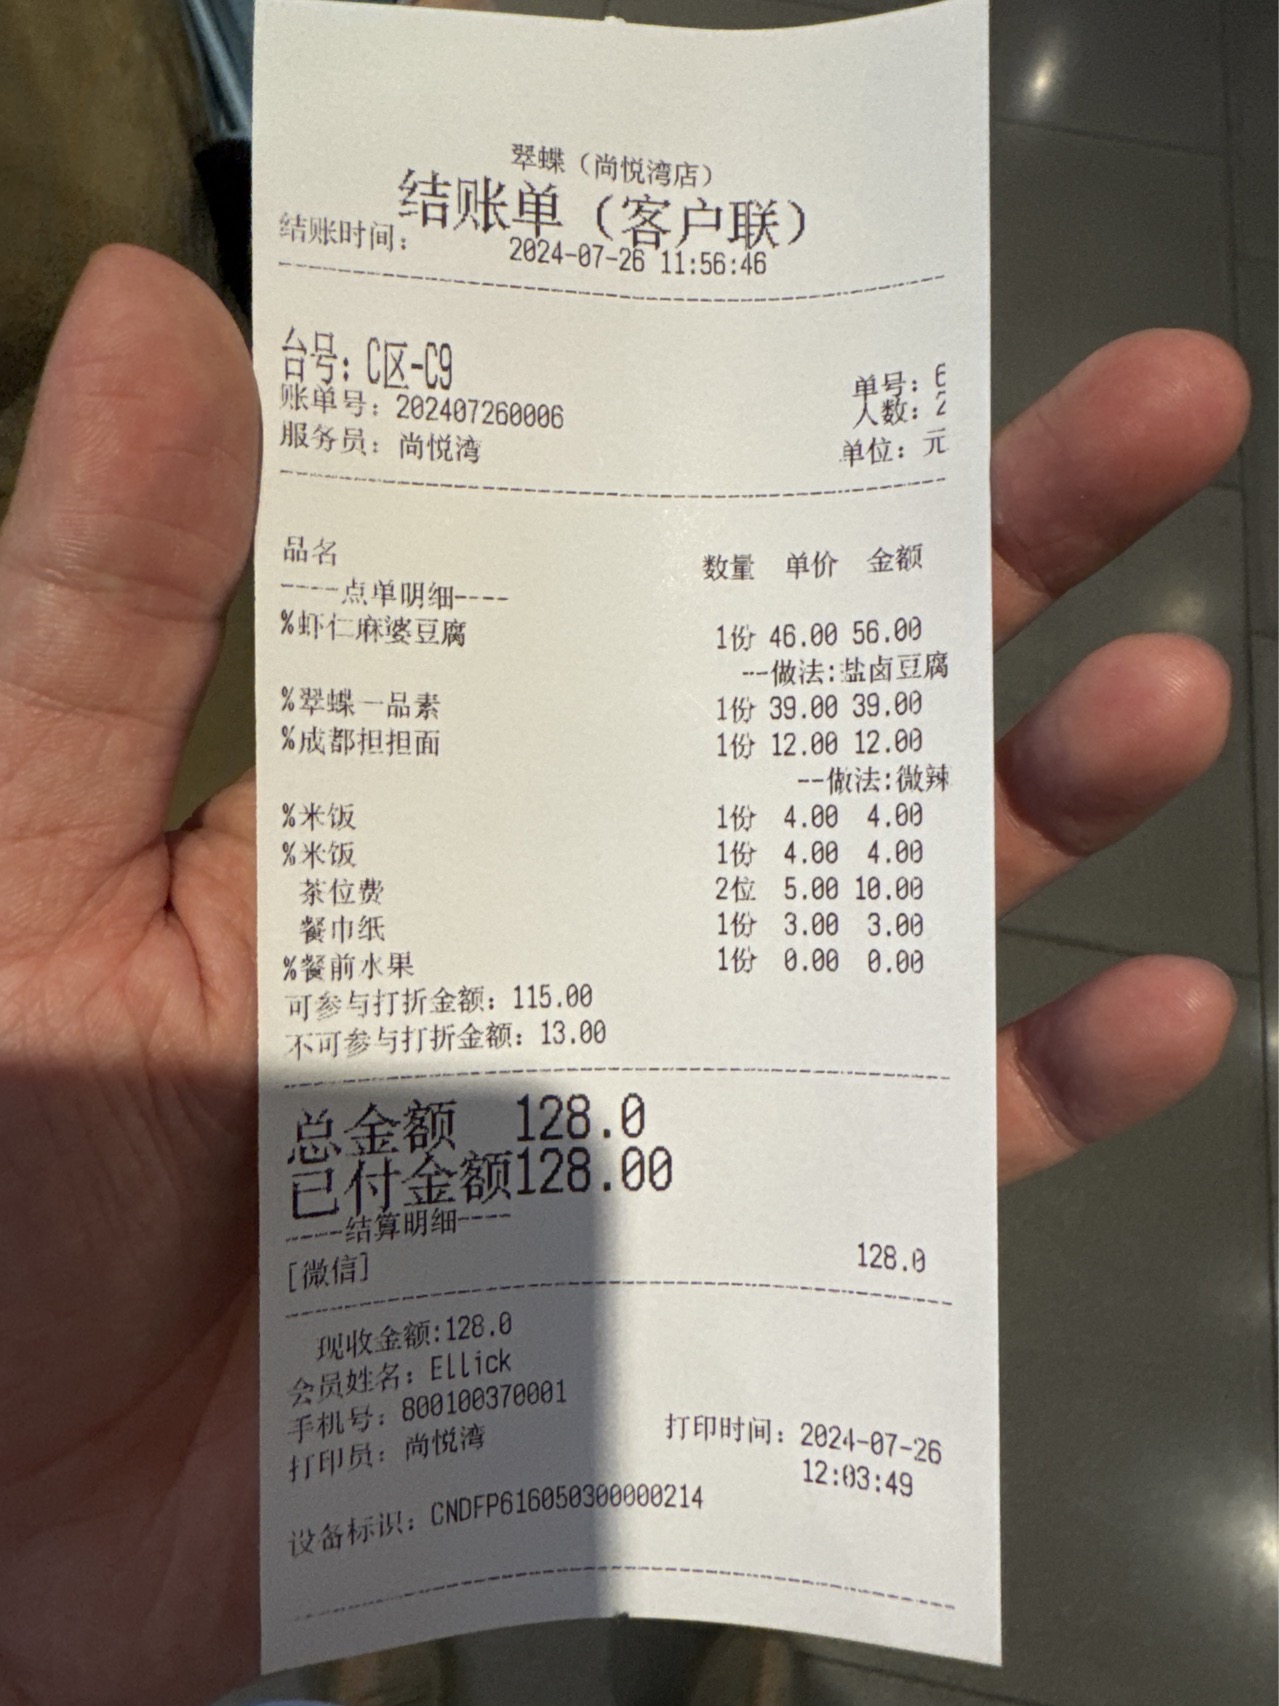 翠蝶（尚悦湾店）
结账单（客户联）
结账时间： 2024-07-26 11:56:46
台号：C区-C9
单号：6
账单号：202407260006
人数：2
服务员：尚悦湾
单位：元
品名 数量 单价 金额
----点单明细----
%虾仁麻婆豆腐 1份 46.00 56.00
--做法:盐卤豆腐
%翠蝶一品素 1份 39.00 39.00
%成都担担面 1份 12.00 12.00
--做法:微辣
%米饭 1份 4.00 4.00
%米饭 1份 4.00 4.00
茶位费 2位 5.00 10.00
餐巾纸 1份 3.00 3.00
%餐前水果 1份 0.00 0.00
可参与打折金额：115.00
不可参与打折金额：13.00
总金额 128.0
已付金额128.00
----结算明细----
[微信] 128.0
现收金额:128.0
会员姓名：Ellick
手机号：800100370001
打印员：尚悦湾
打印时间：2024-07-26
12:03:49
设备标识：CNDFP616050300000214